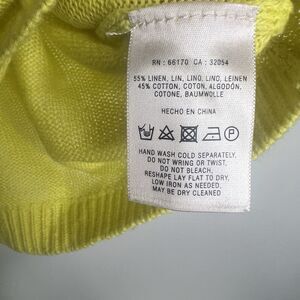 RN : 66170 CA : 32054
55% LINEN, LIN, LINO, LINO, LEINEN
45% COTTON, COTON, ALGODÓN,
COTONE, BAUMWOLLE
HECHO EN CHINA
P
HAND WASH COLD SEPARATELY,
DO NOT WRING OR TWIST,
DO NOT BLEACH,
RESHAPE LAY FLAT TO DRY,
LOW IRON AS NEEDED,
MAY BE DRY CLEANED